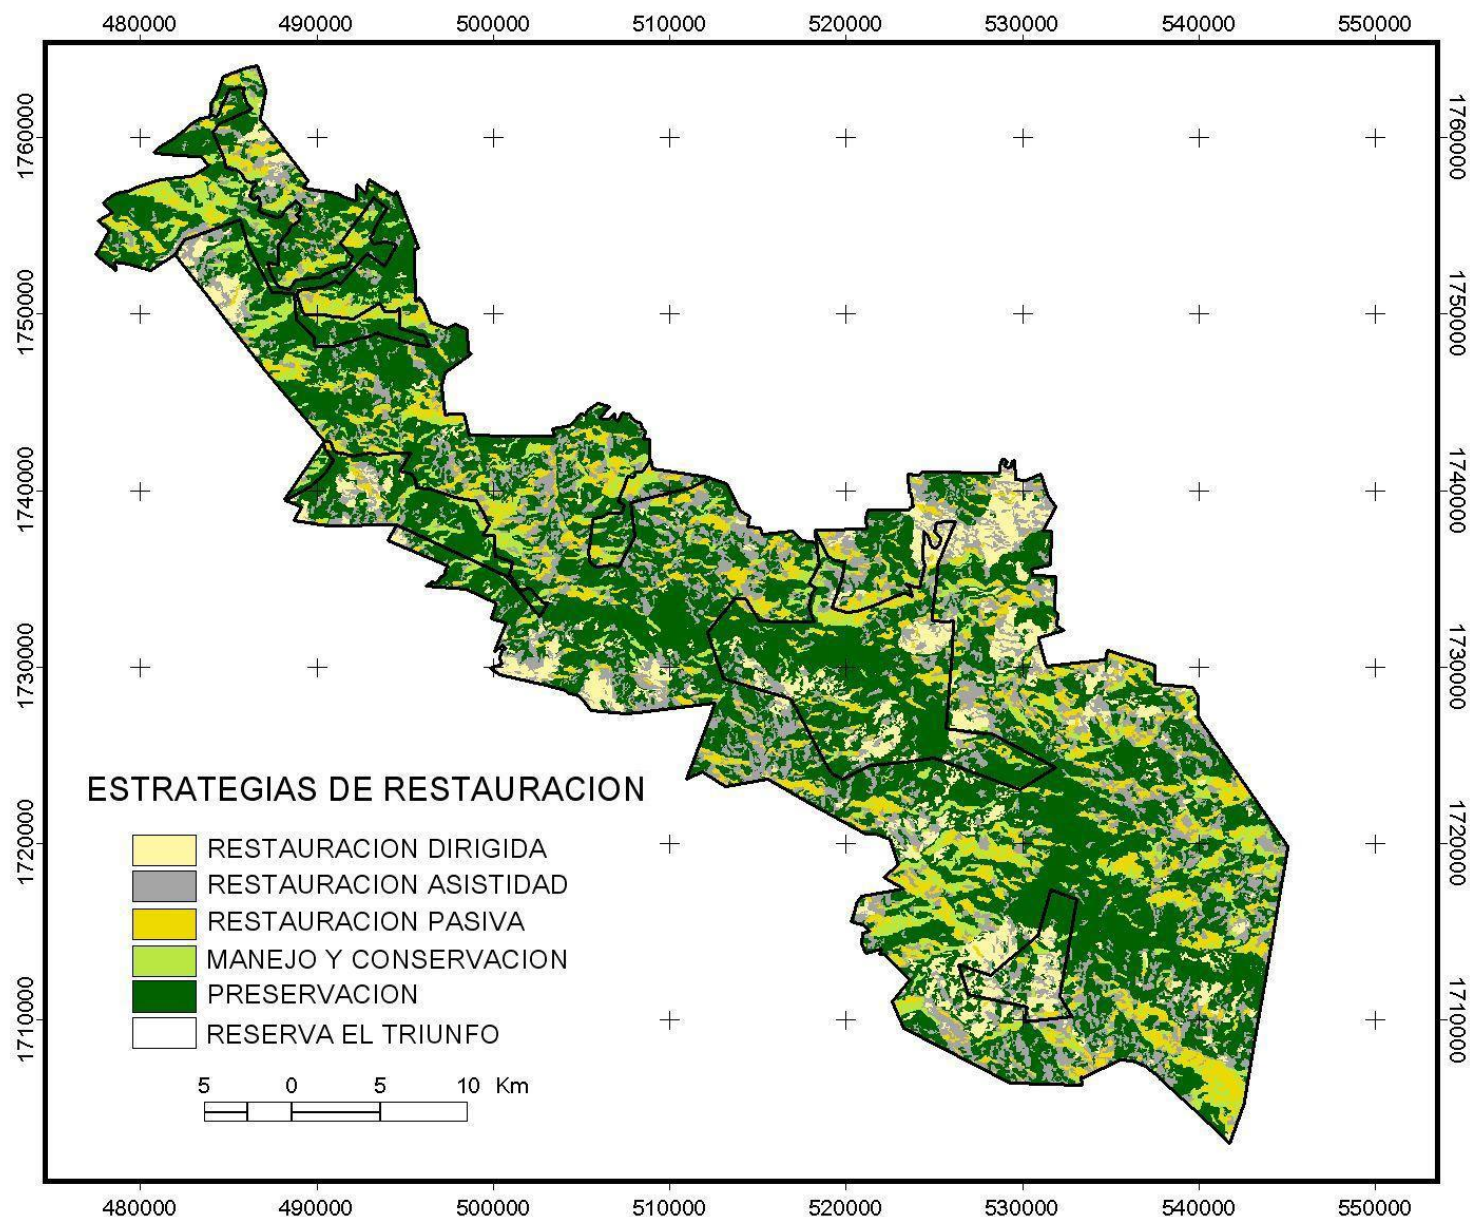 480000 490000 500000 510000 520000 530000 540000 550000
1760000 1760000
1750000 1750000
1740000 1740000
1730000 1730000
1720000 1720000
1710000 1710000
ESTRATEGIAS DE RESTAURACION
RESTAURACION DIRIGIDA
RESTAURACION ASISTIDAD
RESTAURACION PASIVA
MANEJO Y CONSERVACION
PRESERVACION
RESERVA EL TRIUNFO
5 0 5 10 Km
480000 490000 500000 510000 520000 530000 540000 550000